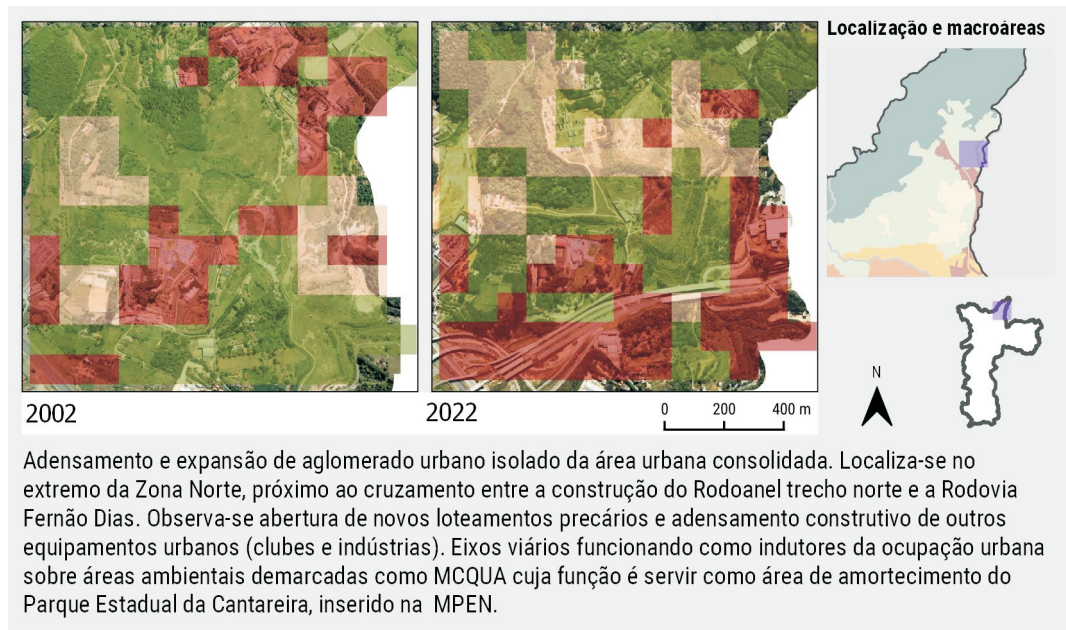 Localização e macroáreas
2002
2022
0 200 400 m
N
Adensamento e expansão de aglomerado urbano isolado da área urbana consolidada. Localiza-se no
extremo da Zona Norte, próximo ao cruzamento entre a construção do Rodoanel trecho norte e a Rodovia
Fernão Dias. Observa-se abertura de novos loteamentos precários e adensamento construtivo de outros
equipamentos urbanos (clubes e indústrias). Eixos viários funcionando como indutores da ocupação urbana
sobre áreas ambientais demarcadas como MCQUA cuja função é servir como área de amortecimento do
Parque Estadual da Cantareira, inserido na MPEN.